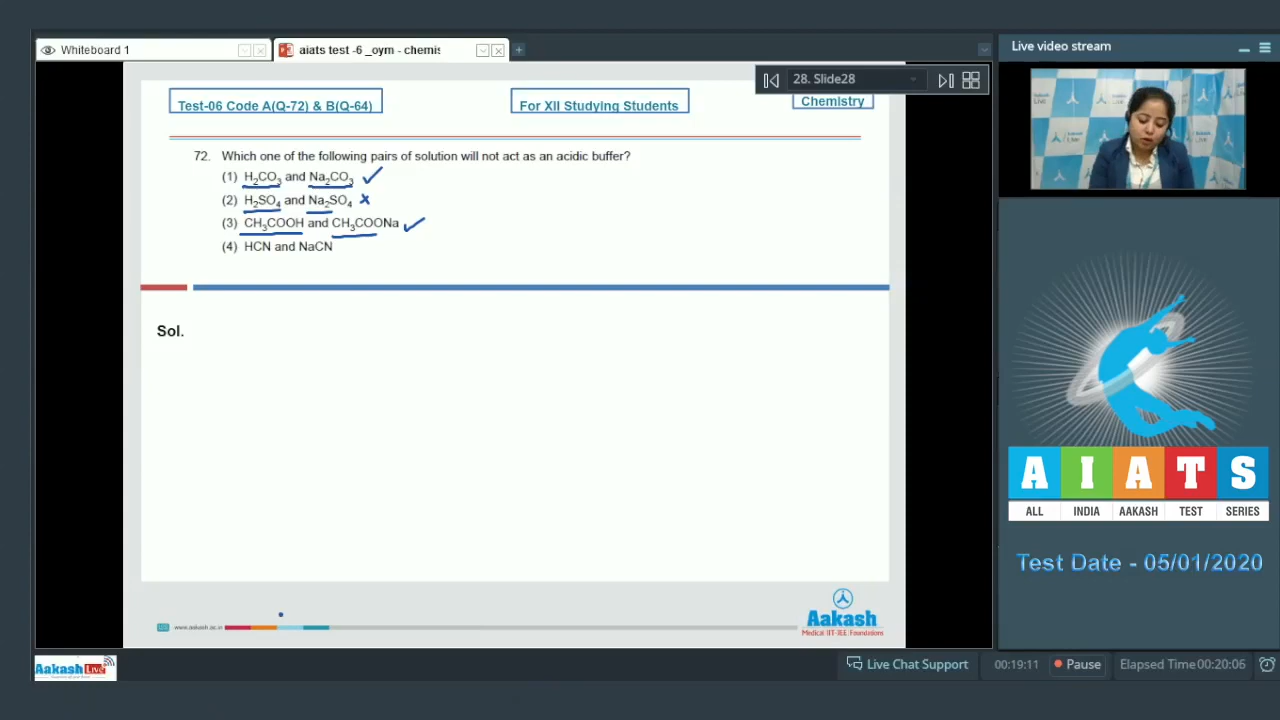 Whiteboard 1
aiats test -6 _oym - chemis
Live video stream
28. Slide28
Test-06 Code A(Q-72) & B(Q-64)
For XII Studying Students
Chemistry
72. Which one of the following pairs of solution will not act as an acidic buffer?
(1) H₂CO₃ and Na₂CO₃
(2) H₂SO₄ and Na₂SO₄
(3) CH₃COOH and CH₃COONa
(4) HCN and NaCN
Sol.
www.aakash.ac.in
Aakash
Medical|IIT-JEE|Foundations
A I A T S
ALL INDIA AAKASH TEST SERIES
Test Date - 05/01/2020
Aakash Live
Live Chat Support
00:19:11
Pause
Elapsed Time 00:20:06